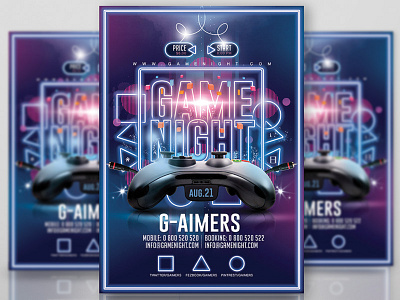 PRICE
START
WWW.GAMENIGHT.COM
GAME
NIGHT
AUG.21
G-AIMERS
MOBILE: 0 800 520 520 | BOOKING: 0 800 520 522
INFO@GAMENIGHT.COM | INFO@GAMENIGHT.COM